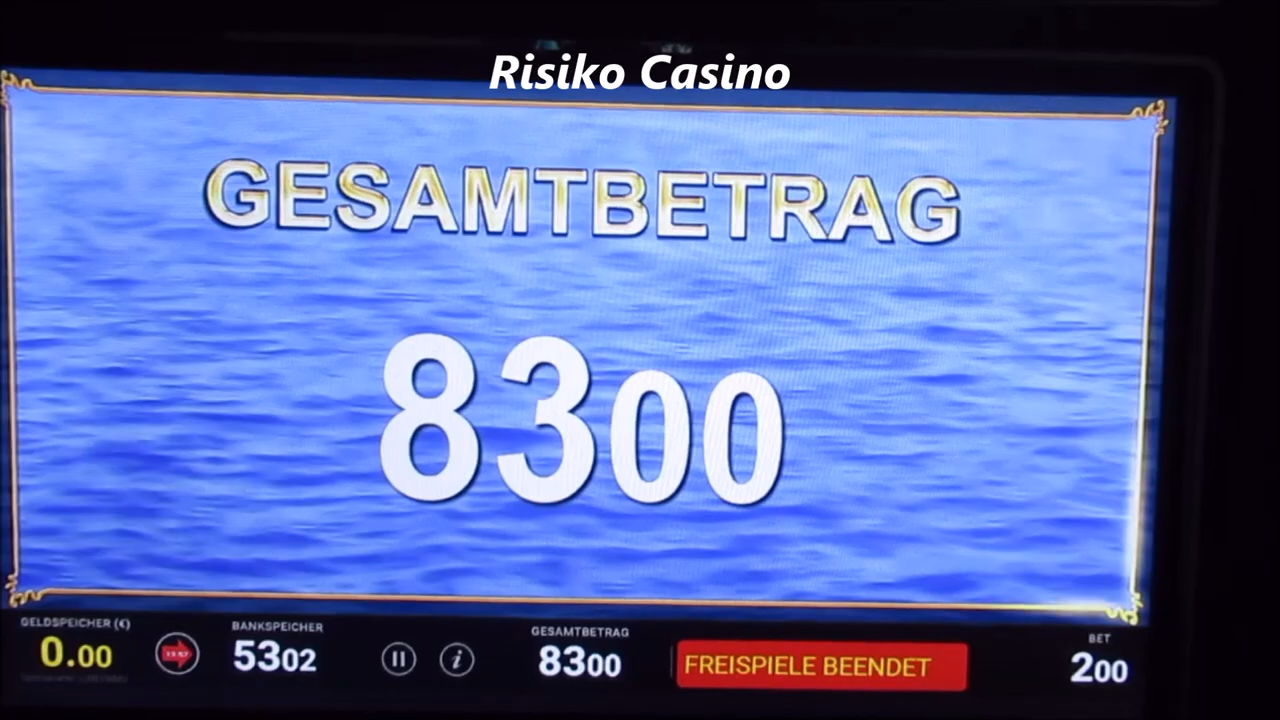 Risiko Casino
GESAMTBETRAG
8300
GELDSPEICHER (€)
0.00
BANKSPEICHER
5302
GESAMTBETRAG
8300
FREISPIELE BEENDET
BET
200